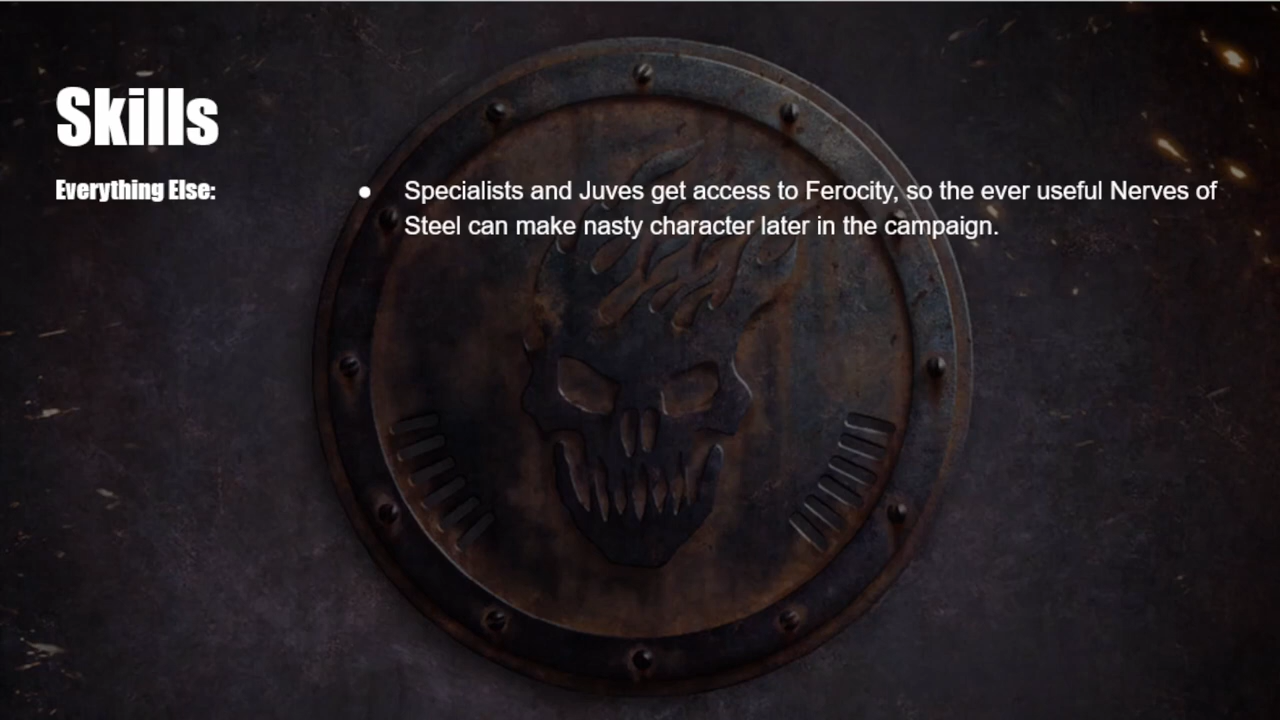 Skills
Everything Else:
● Specialists and Juves get access to Ferocity, so the ever useful Nerves of
Steel can make nasty character later in the campaign.